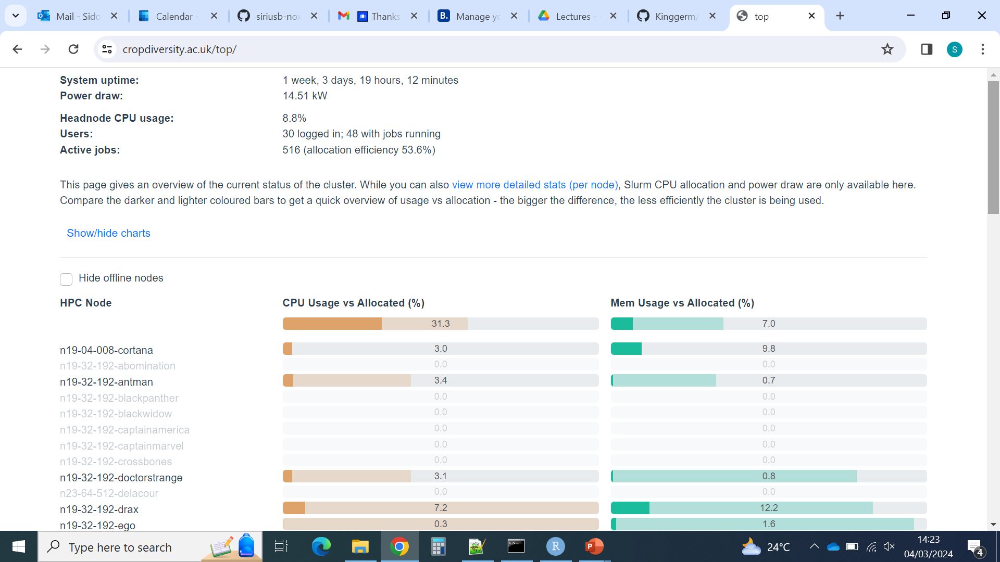 Mail - Sido
Calendar -
siriusb-nox
Thanks
B. Manage yo
Lectures -
Kinggerm/
top
cropdiversity.ac.uk/top/
S
System uptime: 1 week, 3 days, 19 hours, 12 minutes
Power draw: 14.51 kW
Headnode CPU usage: 8.8%
Users: 30 logged in; 48 with jobs running
Active jobs: 516 (allocation efficiency 53.6%)
This page gives an overview of the current status of the cluster. While you can also view more detailed stats (per node), Slurm CPU allocation and power draw are only available here.
Compare the darker and lighter coloured bars to get a quick overview of usage vs allocation - the bigger the difference, the less efficiently the cluster is being used.
Show/hide charts
Hide offline nodes
HPC Node CPU Usage vs Allocated (%) Mem Usage vs Allocated (%)
31.3 7.0
n19-04-008-cortana 3.0 9.8
n19-32-192-abomination 0.0 0.0
n19-32-192-antman 3.4 0.7
n19-32-192-blackpanther 0.0 0.0
n19-32-192-blackwidow 0.0 0.0
n19-32-192-captainamerica 0.0 0.0
n19-32-192-captainmarvel 0.0 0.0
n19-32-192-crossbones 0.0 0.0
n19-32-192-doctorstrange 3.1 0.8
n23-64-512-delacour 0.0 0.0
n19-32-192-drax 7.2 12.2
n19-32-192-ego 0.3 1.6
Type here to search
R
P
24°C
14:23
04/03/2024
4